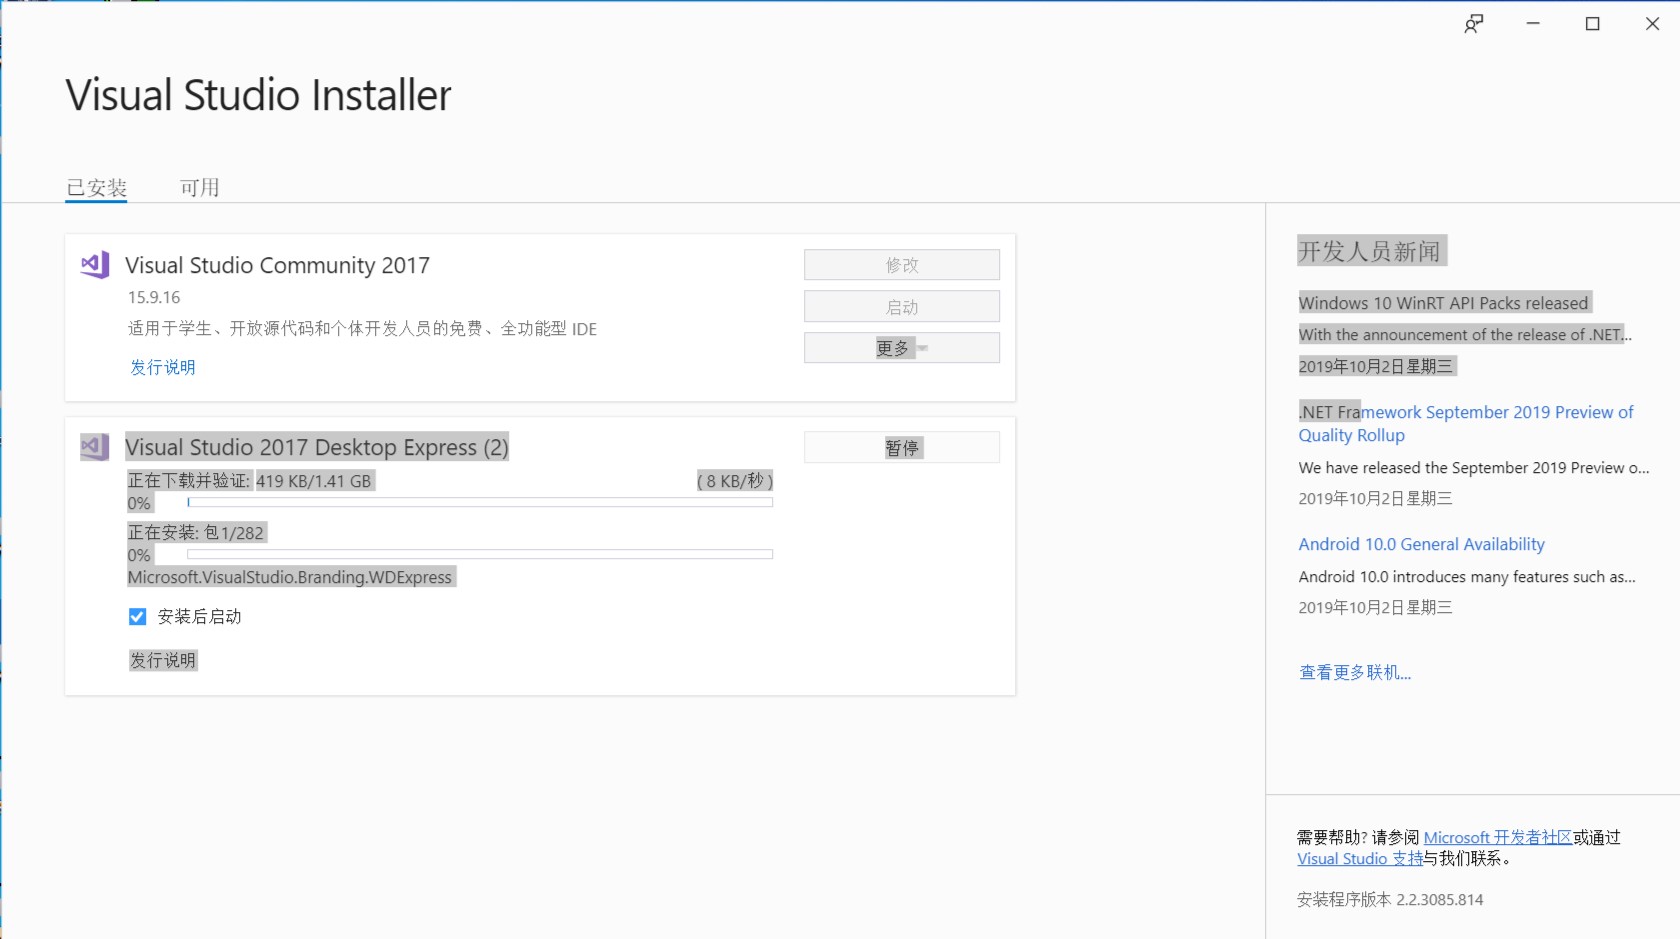 Visual Studio Installer
已安装
可用
Visual Studio Community 2017
15.9.16
适用于学生、开放源代码和个体开发人员的免费、全功能型 IDE
发行说明
修改
启动
更多
Visual Studio 2017 Desktop Express (2)
正在下载并验证: 419 KB/1.41 GB
( 8 KB/秒 )
0%
正在安装: 包1/282
0%
Microsoft.VisualStudio.Branding.WDExpress
安装后启动
发行说明
暂停
开发人员新闻
Windows 10 WinRT API Packs released
With the announcement of the release of .NET...
2019年10月2日星期三
.NET Framework September 2019 Preview of
Quality Rollup
We have released the September 2019 Preview o...
2019年10月2日星期三
Android 10.0 General Availability
Android 10.0 introduces many features such as...
2019年10月2日星期三
查看更多联机...
需要帮助? 请参阅 Microsoft 开发者社区或通过
Visual Studio 支持与我们联系。
安装程序版本 2.2.3085.814